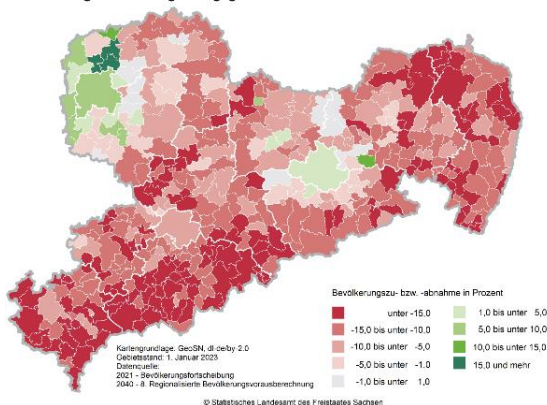 Bevölkerungszu- bzw. -abnahme in Prozent
unter -15,0
-15,0 bis unter -10,0
-10,0 bis unter -5,0
-5,0 bis unter -1,0
-1,0 bis unter 1,0
1,0 bis unter 5,0
5,0 bis unter 10,0
10,0 bis unter 15,0
15,0 und mehr
Kartengrundlage: GeoSN, dl-de/by-2.0
Gebietsstand: 1. Januar 2023
Datenquelle:
2021 - Bevölkerungsfortschreibung
2040 - 8. Regionalisierte Bevölkerungsvorausberechnung
© Statistisches Landesamt des Freistaates Sachsen